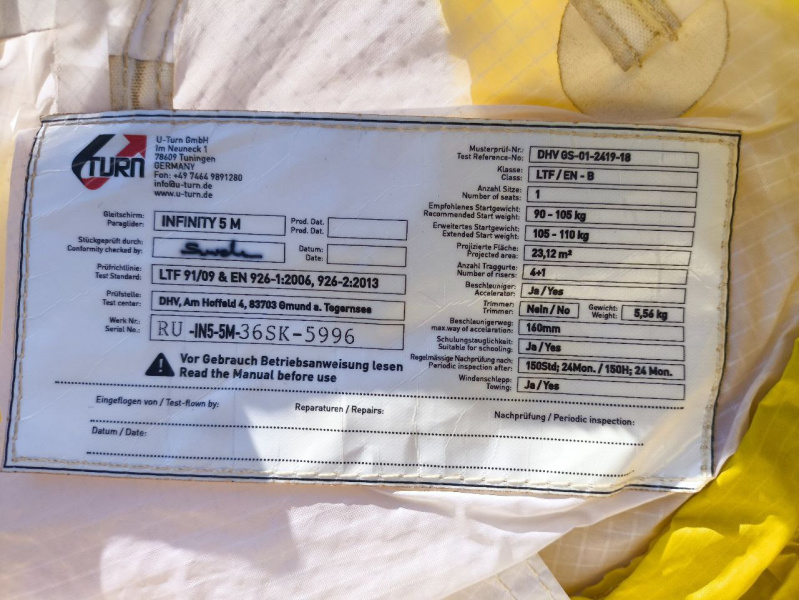 TURN
U-Turn GmbH
Im Neuneck 1
78609 Tuningen
GERMANY
Fon: +49 7464 9891280
info@u-turn.de
www.u-turn.de
Gleitschirm:
Paraglider:
INFINITY 5 M
Prod. Dat.
Prod. Dat.
Stückgeprüft durch:
Conformity checked by:
Datum:
Date:
Prüfrichtlinie:
Test Standard:
LTF 91/09 & EN 926-1:2006, 926-2:2013
Prüfstelle:
Test center:
DHV, Am Hoffeld 4, 83703 Gmund a. Tegernsee
Werk Nr.:
Serial No.:
RU -IN5-5M-36SK-5996
Vor Gebrauch Betriebsanweisung lesen
Read the Manual before use
Musterprüf-Nr.:
Test Reference-No:
DHV GS-01-2419-18
Klasse:
Class:
LTF / EN - B
Anzahl Sitze:
Number of seats:
1
Empfohlenes Startgewicht:
Recommended Start weight:
90 - 105 kg
Erweitertes Startgewicht:
Extended Start weight:
105 - 110 kg
Projizierte Fläche:
Projected area:
23,12 m²
Anzahl Traggurte:
Number of risers:
4+1
Beschleuniger:
Accelerator:
Ja / Yes
Trimmer:
Trimmer:
Nein / No
Gewicht:
Weight:
5,56 kg
Beschleunigerweg:
max.way of accelaration:
160mm
Schulungstauglichkeit:
Suitable for schooling:
Ja / Yes
Regelmässige Nachprüfung nach:
Periodic inspection after:
150Std; 24Mon. / 150H; 24 Mon.
Windenschlepp:
Towing:
Ja / Yes
Eingeflogen von / Test-flown by:
Reparaturen / Repairs:
Nachprüfung / Periodic inspection:
Datum / Date: